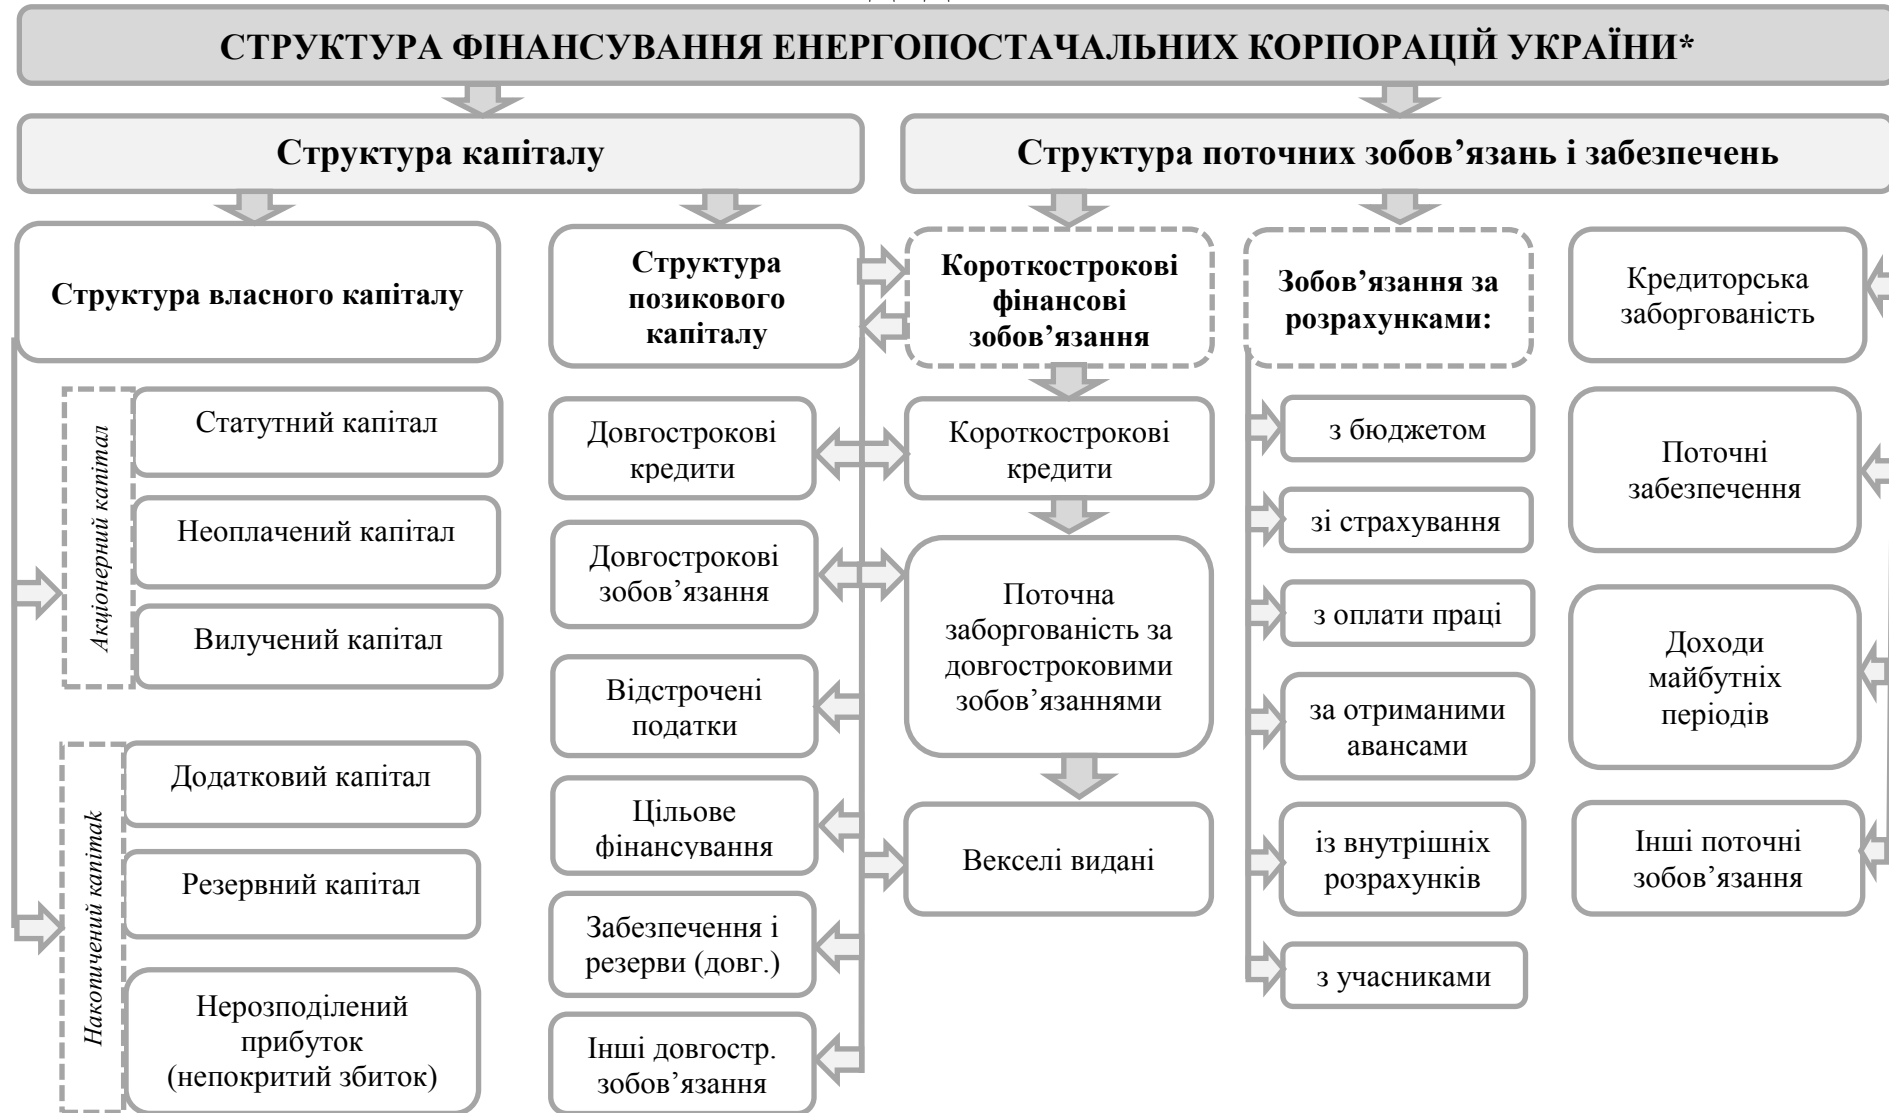 СТРУКТУРА ФІНАНСУВАННЯ ЕНЕРГОПОСТАЧАЛЬНИХ КОРПОРАЦІЙ УКРАЇНИ*
Структура капіталу
Структура поточних зобов’язань і забезпечень
Структура власного капіталу
Акціонерний капітал
Статутний капітал
Неоплачений капітал
Вилучений капітал
Накопичений капітак
Додатковий капітал
Резервний капітал
Нерозподілений
прибуток
(непокритий збиток)
Структура
позикового
капіталу
Довгострокові
кредити
Довгострокові
зобов’язання
Відстрочені
податки
Цільове
фінансування
Забезпечення і
резерви (довг.)
Інші довгостр.
зобов’язання
Короткострокові
фінансові
зобов’язання
Короткострокові
кредити
Поточна
заборгованість за
довгостроковими
зобов’язаннями
Векселі видані
Зобов’язання за
розрахунками:
з бюджетом
зі страхування
з оплати праці
за отриманими
авансами
із внутрішніх
розрахунків
з учасниками
Кредиторська
заборгованість
Поточні
забезпечення
Доходи
майбутніх
періодів
Інші поточні
зобов’язання